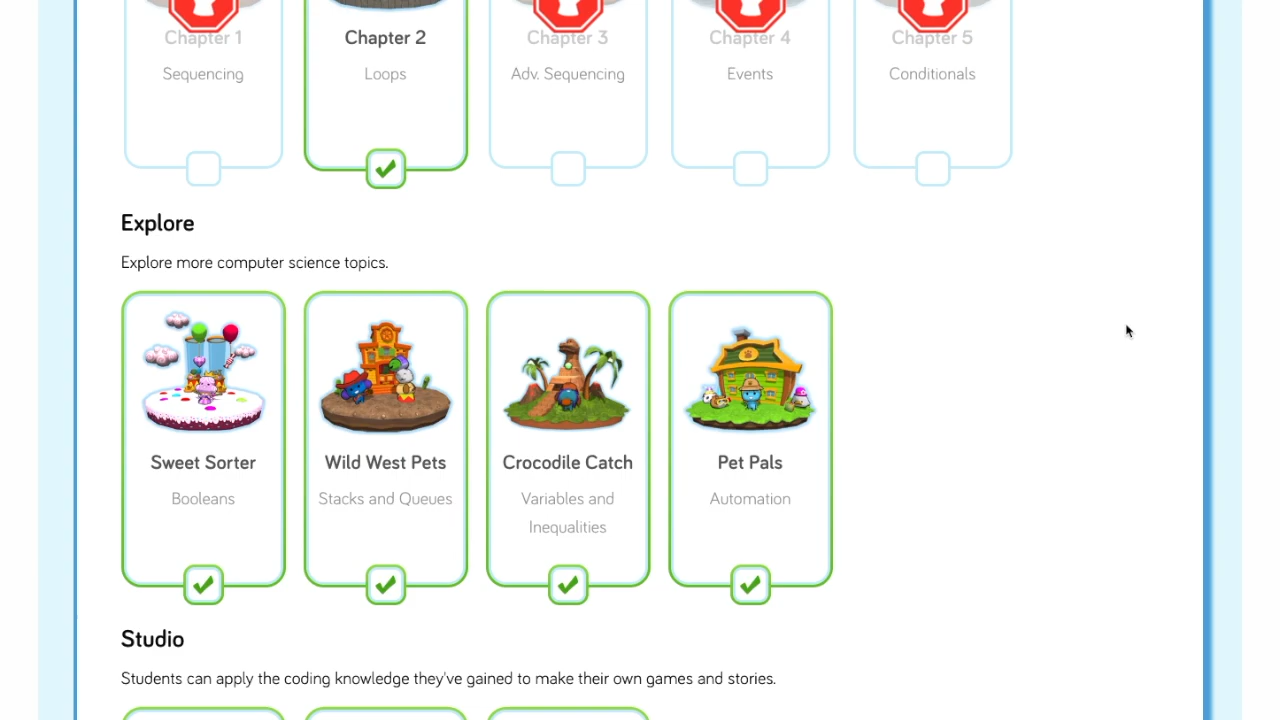 Chapter 1
Chapter 2
Chapter 3
Chapter 4
Chapter 5
Sequencing
Loops
Adv. Sequencing
Events
Conditionals
Explore
Explore more computer science topics.
Sweet Sorter
Wild West Pets
Crocodile Catch
Pet Pals
Booleans
Stacks and Queues
Variables and
Inequalities
Automation
Studio
Students can apply the coding knowledge they've gained to make their own games and stories.